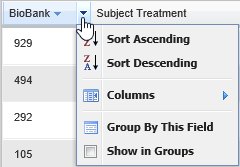 BioBank Subject Treatment
929
Sort Ascending
Sort Descending
494
Columns
292
Group By This Field
105
Show in Groups